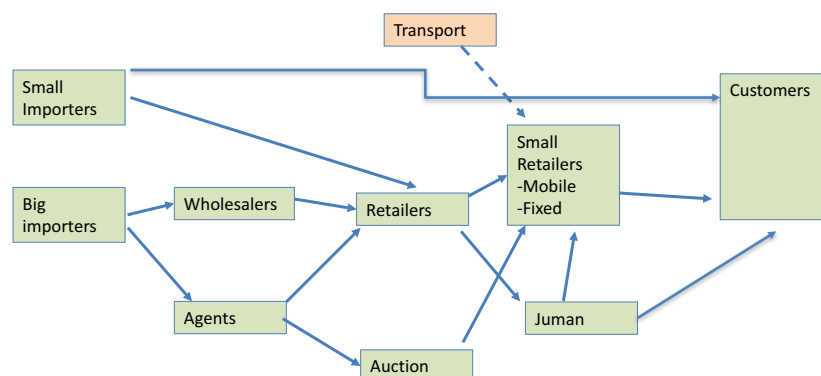 Transport
Small
Importers
Customers
Small
Retailers
-Mobile
-Fixed
Big
importers
Wholesalers
Retailers
Agents
Juman
Auction